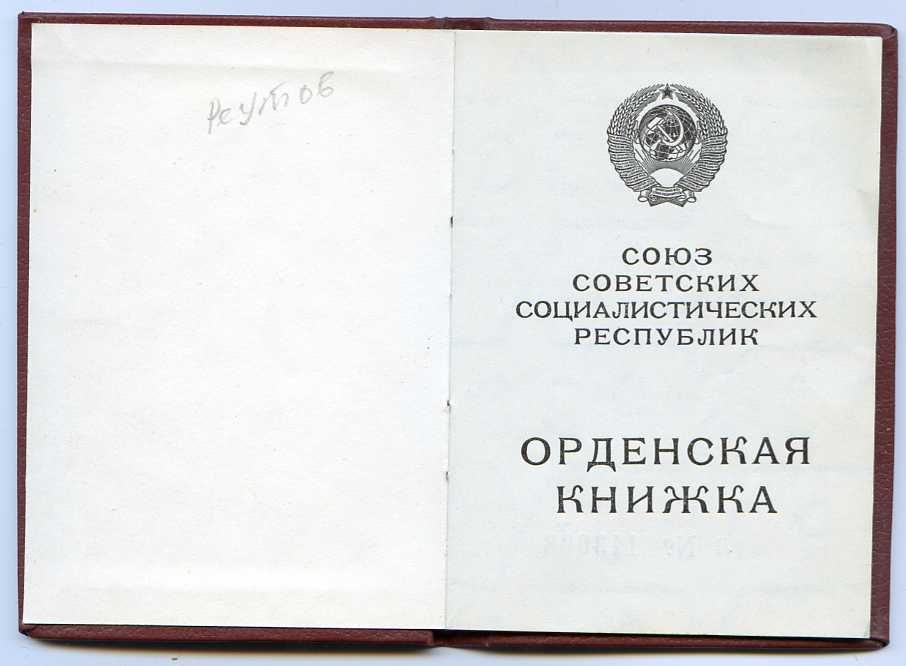 Реутов
СОЮЗ
СОВЕТСКИХ
СОЦИАЛИСТИЧЕСКИХ
РЕСПУБЛИК
ОРДЕНСКАЯ
КНИЖКА